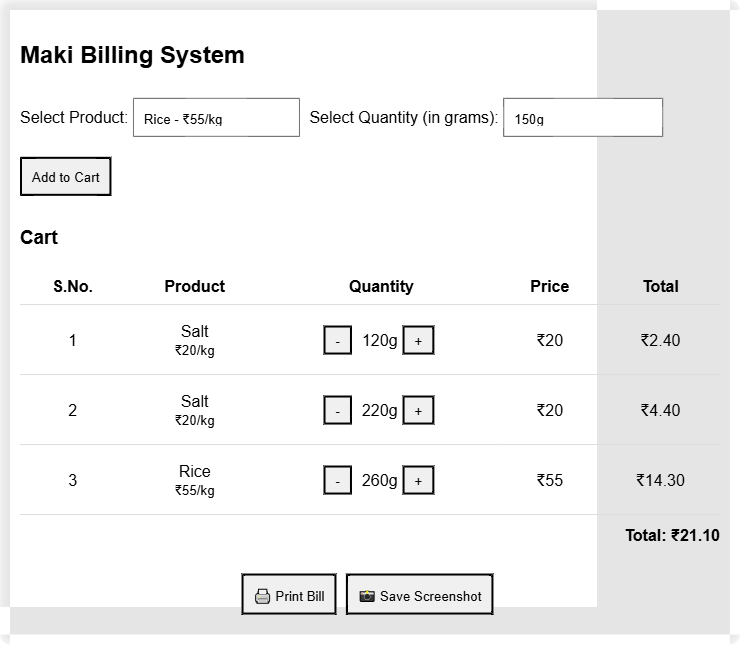 Maki Billing System
Select Product: Rice - ₹55/kg Select Quantity (in grams): 150g
Add to Cart
Cart
S.No. Product Quantity Price Total
1 Salt ₹20/kg - 120g + ₹20 ₹2.40
2 Salt ₹20/kg - 220g + ₹20 ₹4.40
3 Rice ₹55/kg - 260g + ₹55 ₹14.30
Total: ₹21.10
Print Bill Save Screenshot